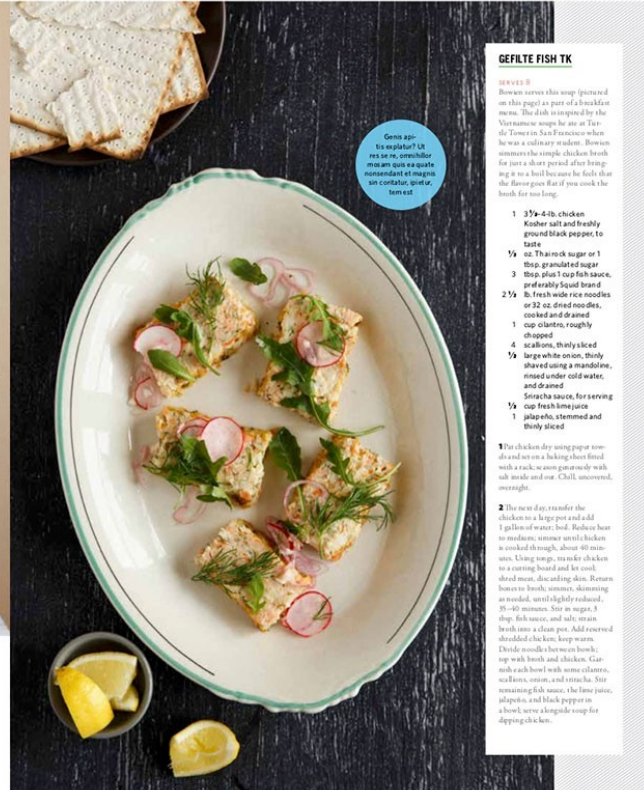 Genis api-
tis explatur? Ut
res se re, omnihillor
mosam quis ea quate
nonsendant et magnis
sin coritatur, ipietur,
tem est
GEFILTE FISH TK
SERVES 8
Bowien serves this soup (pictured
on this page) as part of a breakfast
menu. The dish is inspired by the
Vietnamese soups he ate at Tur-
tle Tower in San Francisco when
he was a culinary student. Bowien
simmers the simple chicken broth
for just a short period after bring-
ing it to a boil because he feels that
the flavor goes flat if you cook the
broth for too long.
1 3½–4-lb. chicken
Kosher salt and freshly
ground black pepper, to
taste
½ oz. Thai rock sugar or 1
tbsp. granulated sugar
3 tbsp. plus 1 cup fish sauce,
preferably Squid brand
2 ½ lb. fresh wide rice noodles
or 32 oz. dried noodles,
cooked and drained
1 cup cilantro, roughly
chopped
4 scallions, thinly sliced
½ large white onion, thinly
shaved using a mandoline,
rinsed under cold water,
and drained
Sriracha sauce, for serving
½ cup fresh lime juice
1 jalapeño, stemmed and
thinly sliced
1 Pat chicken dry using paper tow-
els and set on a baking sheet fitted
with a rack; season generously with
salt inside and out. Chill, uncovered,
overnight.
2 The next day, transfer the
chicken to a large pot and add
1 gallon of water; boil. Reduce heat
to medium; simmer until chicken
is cooked through, about 40 min-
utes. Using tongs, transfer chicken
to a cutting board and let cool;
shred meat, discarding skin. Return
bones to broth; simmer, skimming
as needed, until slightly reduced,
35–40 minutes. Stir in sugar, 3
tbsp. fish sauce, and salt; strain
broth into a clean pot. Add reserved
shredded chicken; keep warm.
Divide noodles between bowls;
top with broth and chicken. Gar-
nish each bowl with some cilantro,
scallions, onion, and sriracha. Stir
remaining fish sauce, the lime juice,
jalapeño, and black pepper in
a bowl; serve alongside soup for
dipping chicken.